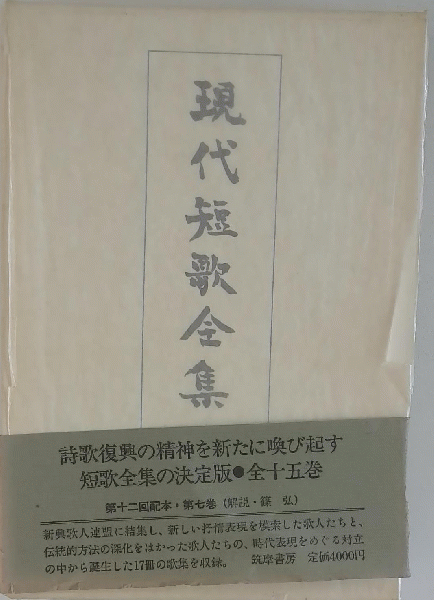 現代短歌全集
詩歌復興の精神を新たに喚び起す
短歌全集の決定版●全十五巻
第十二回配本・第七巻(解説・篠 弘)
新興歌人連盟に結集し、新しい抒情表現を模索した歌人たちと、
伝統的方法の深化をはかった歌人たちの、時代表現をめぐる対立
の中から誕生した17冊の歌集を収録。 筑摩書房 定価4000円